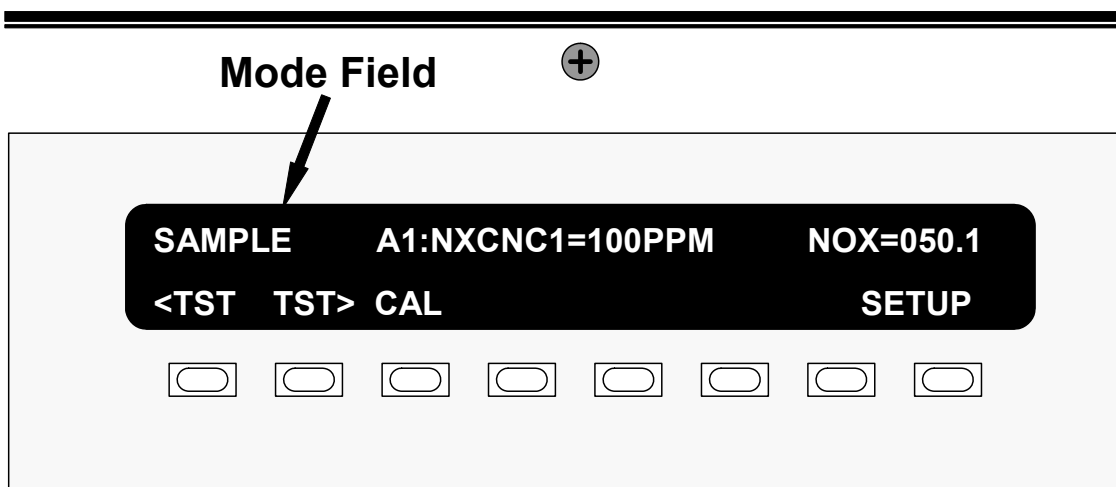 Mode Field
SAMPLE A1:NXCNC1=100PPM NOX=050.1
<TST TST> CAL SETUP